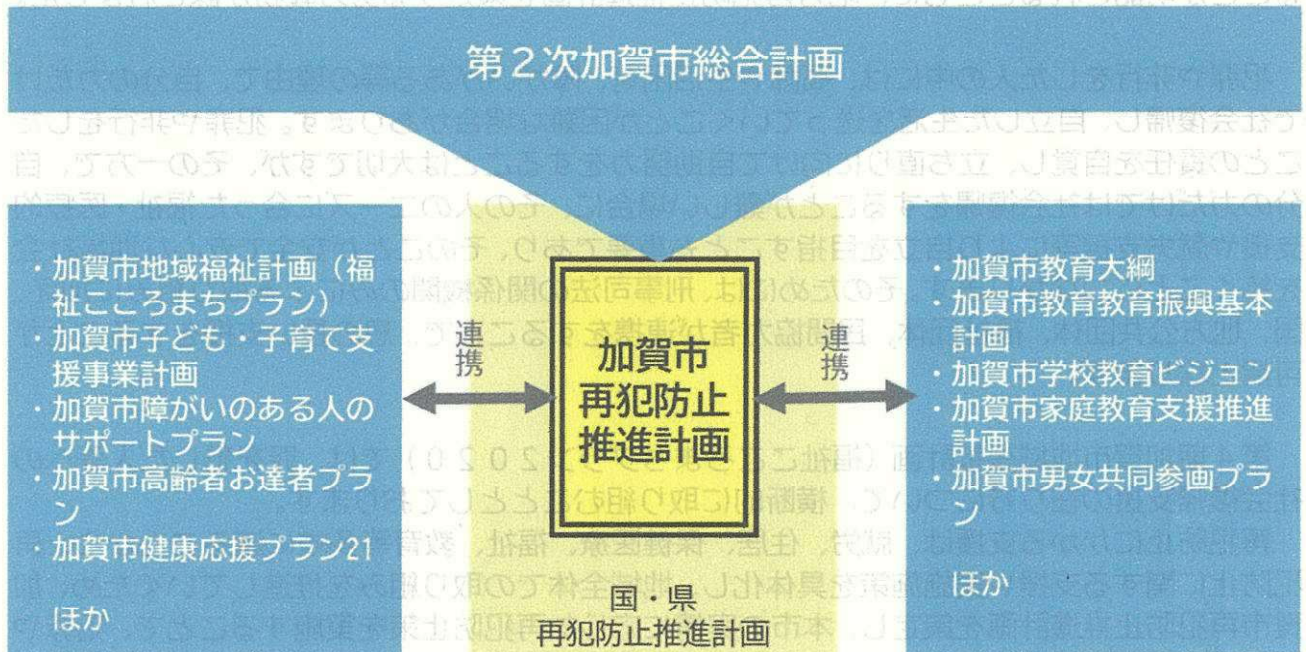 第２次加賀市総合計画
・加賀市地域福祉計画（福
祉こころまちプラン）
・加賀市子ども・子育て支
援事業計画
・加賀市障がいのある人の
サポートプラン
・加賀市高齢者お達者プラ
ン
・加賀市健康応援プラン21
ほか
連携
加賀市
再犯防止
推進計画
連携
国・県
再犯防止推進計画
・加賀市教育大綱
・加賀市教育教育振興基本
計画
・加賀市学校教育ビジョン
・加賀市家庭教育支援推進
計画
・加賀市男女共同参画プラ
ン
ほか